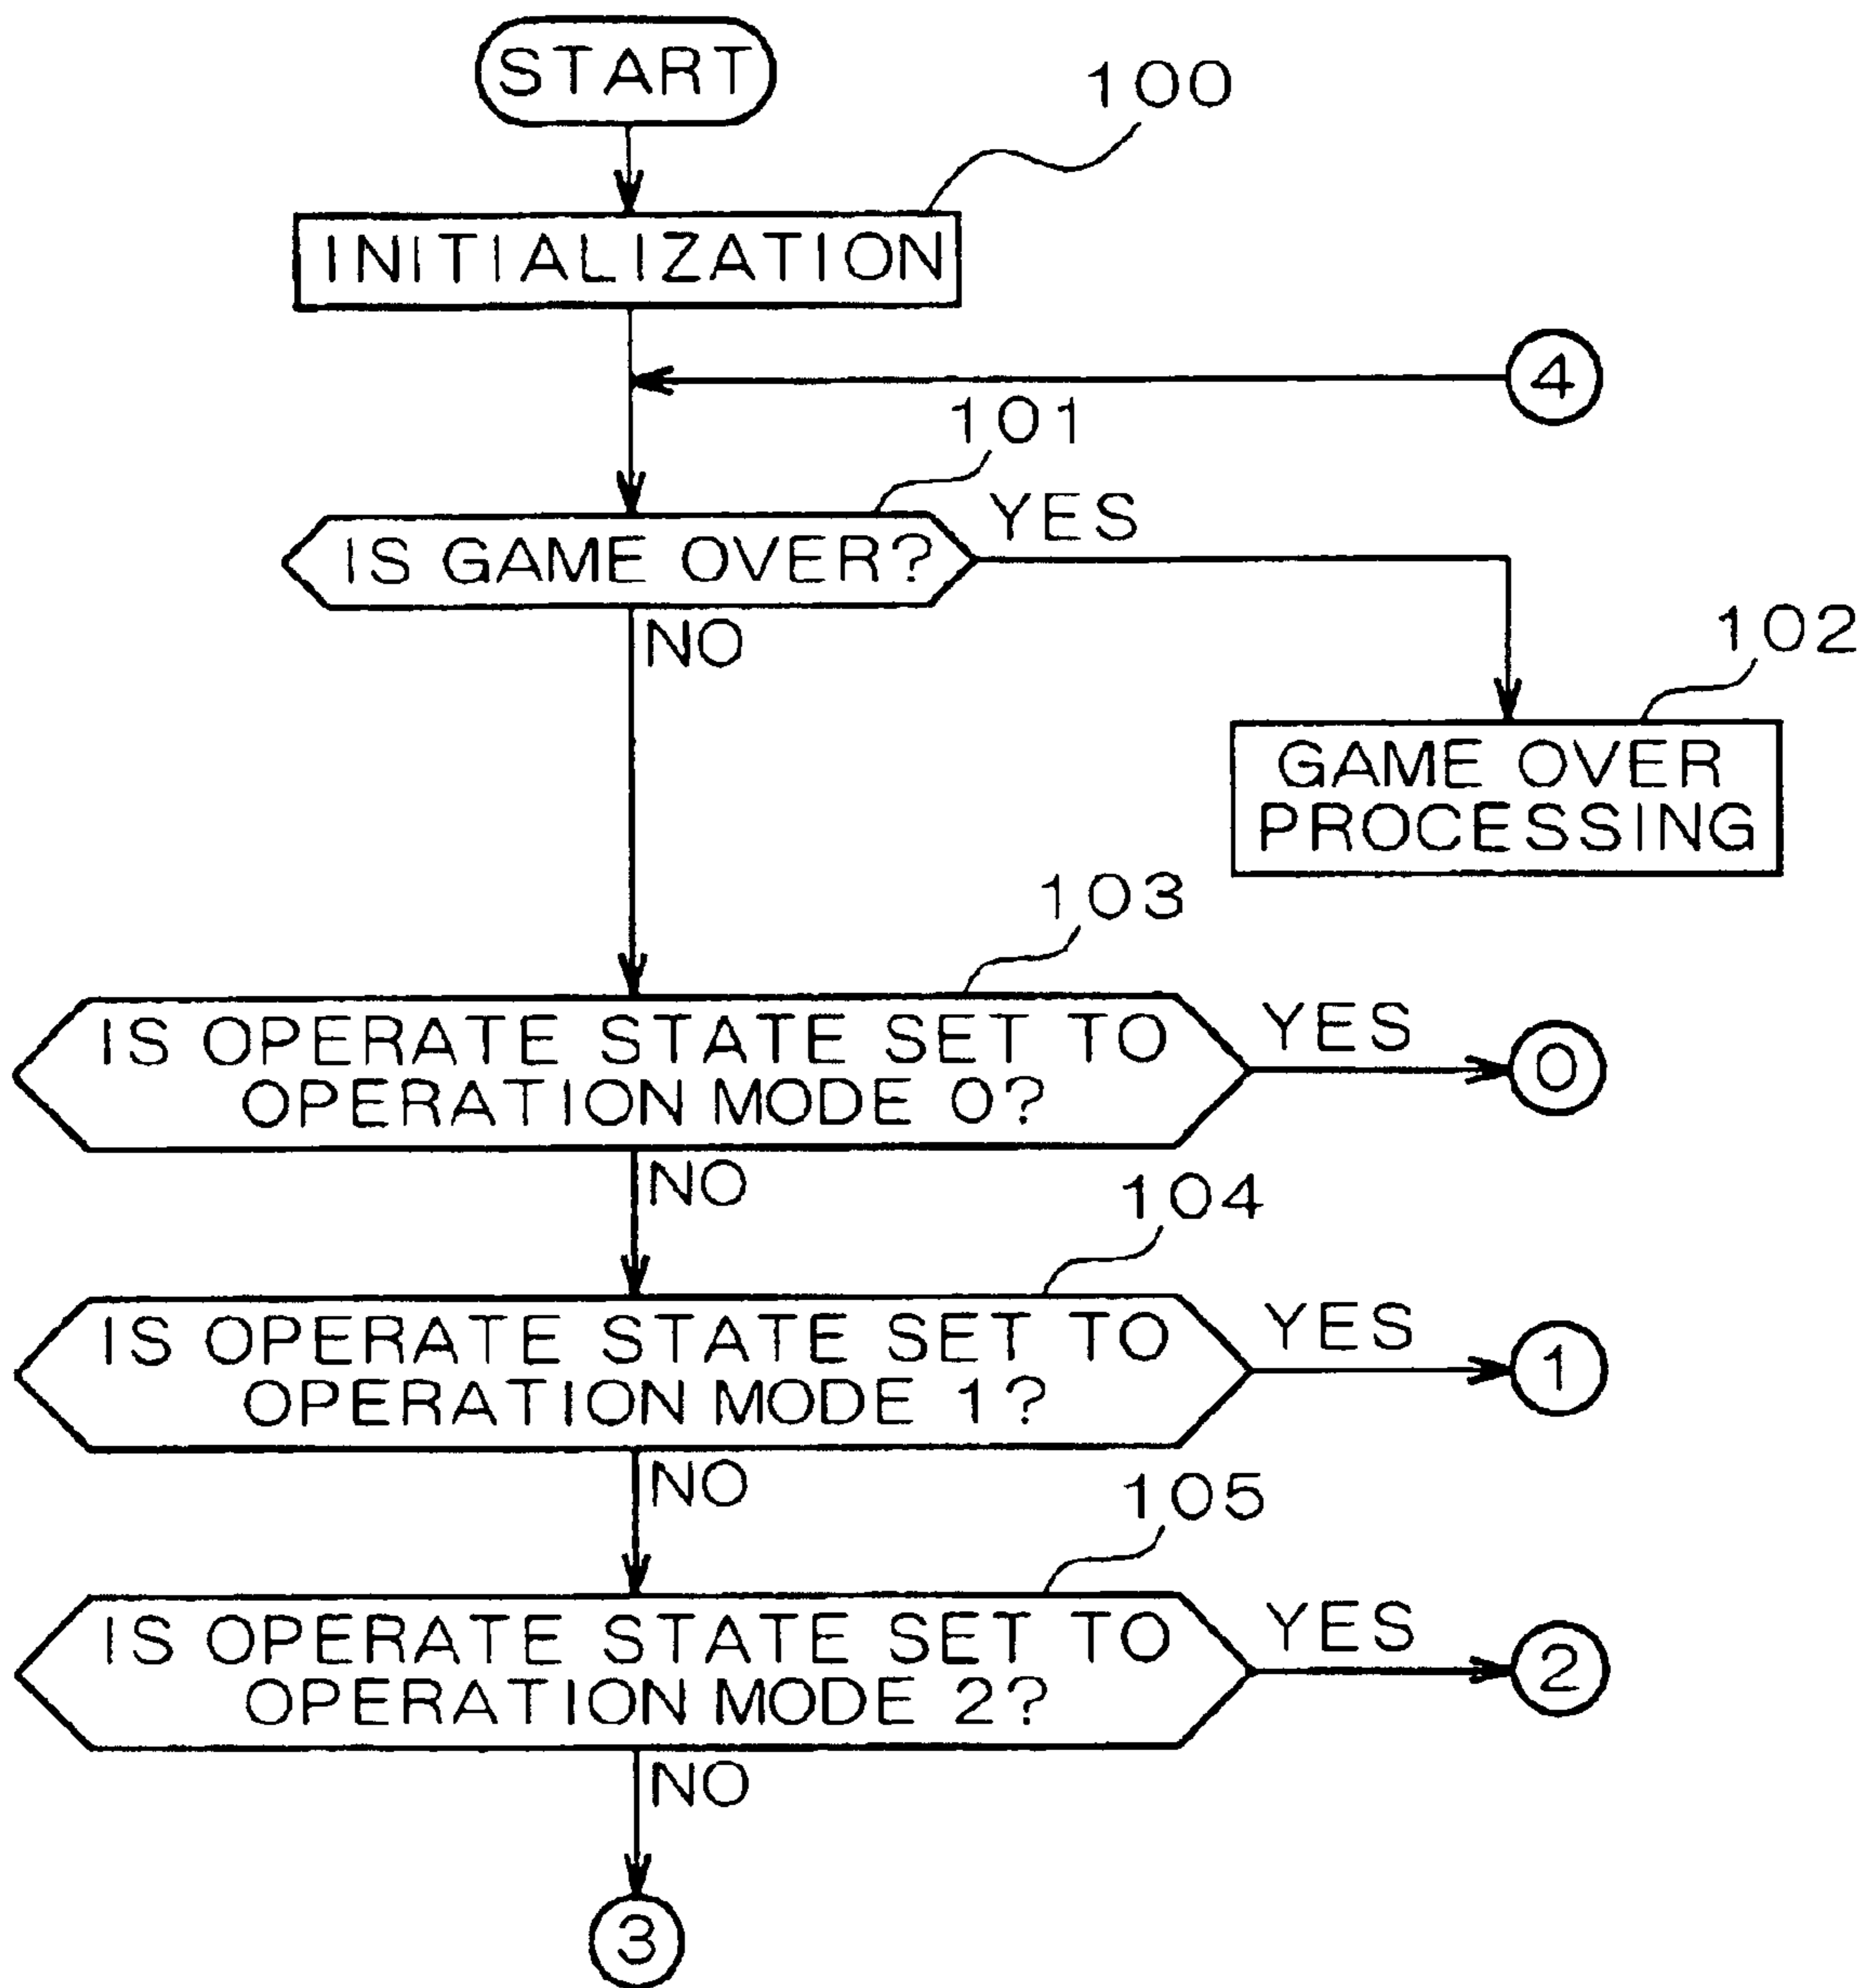 START
100
INITIALIZATION
4
101
IS GAME OVER?
YES
NO
102
GAME OVER
PROCESSING
103
IS OPERATE STATE SET TO
OPERATION MODE 0?
YES
0
NO
104
IS OPERATE STATE SET TO
OPERATION MODE 1?
YES
1
NO
105
IS OPERATE STATE SET TO
OPERATION MODE 2?
YES
2
NO
3